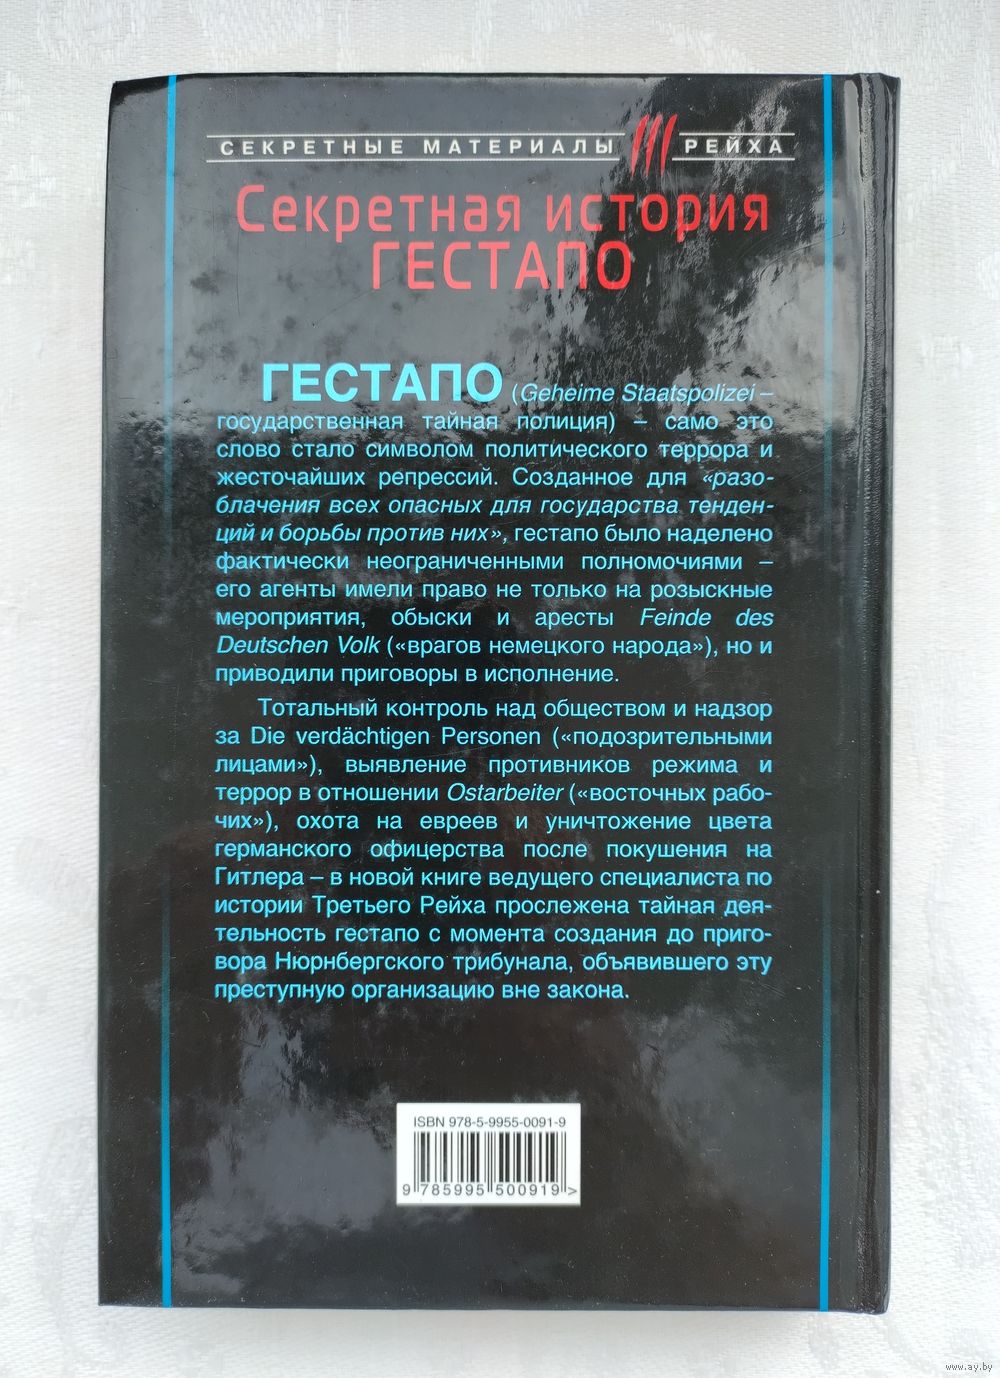 СЕКРЕТНЫЕ МАТЕРИАЛЫ III РЕЙХА
Секретная история
ГЕСТАПО
ГЕСТАПО (Geheime Staatspolizei –
государственная тайная полиция) – само это
слово стало символом политического террора и
жесточайших репрессий. Созданное для «разо-
блачения всех опасных для государства тенден-
ций и борьбы против них», гестапо было наделено
фактически неограниченными полномочиями –
его агенты имели право не только на розыскные
мероприятия, обыски и аресты Feinde des
Deutschen Volk («врагов немецкого народа»), но и
приводили приговоры в исполнение.
Тотальный контроль над обществом и надзор
за Die verdächtigen Personen («подозрительными
лицами»), выявление противников режима и
террор в отношении Ostarbeiter («восточных рабо-
чих»), охота на евреев и уничтожение цвета
германского офицерства после покушения на
Гитлера – в новой книге ведущего специалиста по
истории Третьего Рейха прослежена тайная дея-
тельность гестапо с момента создания до приго-
вора Нюрнбергского трибунала, объявившего эту
преступную организацию вне закона.
ISBN 978-5-9955-0091-9
9 785995 500919 >
www.ay.by